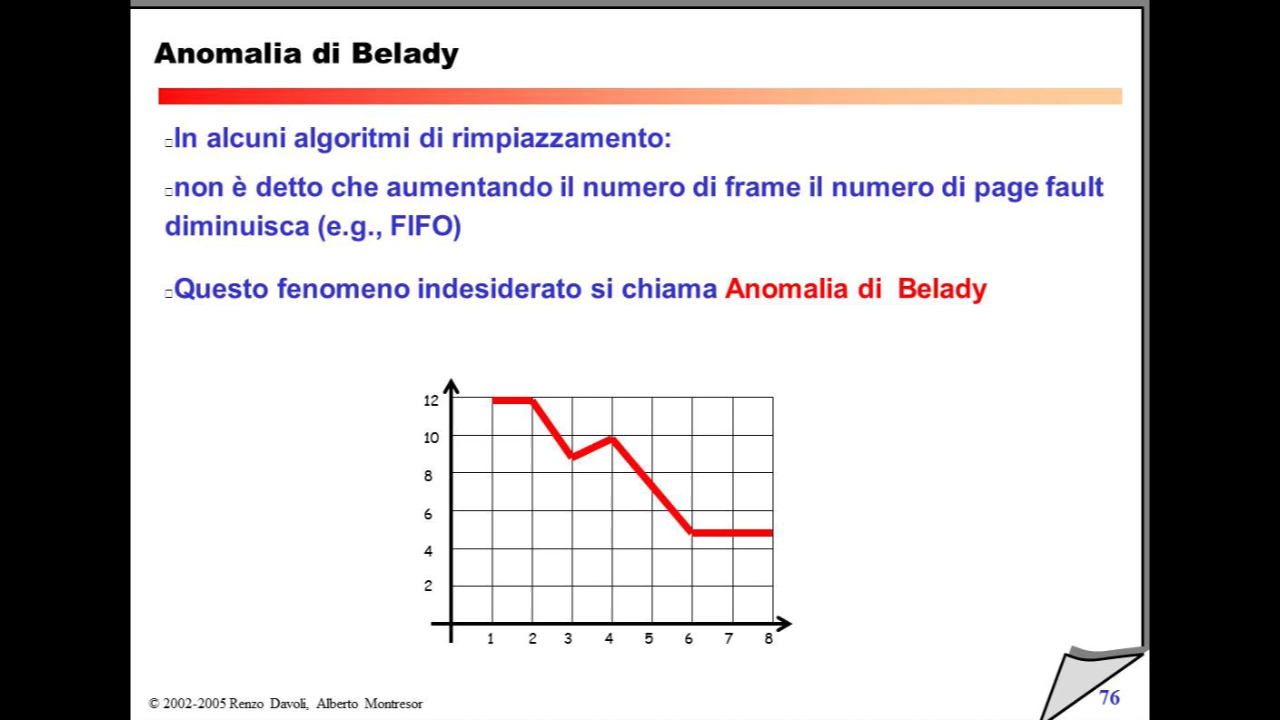 Anomalia di Belady
In alcuni algoritmi di rimpiazzamento:
non è detto che aumentando il numero di frame il numero di page fault
diminuisca (e.g., FIFO)
Questo fenomeno indesiderato si chiama Anomalia di Belady
12
10
8
6
4
2
1 2 3 4 5 6 7 8
© 2002-2005 Renzo Davoli, Alberto Montresor
76